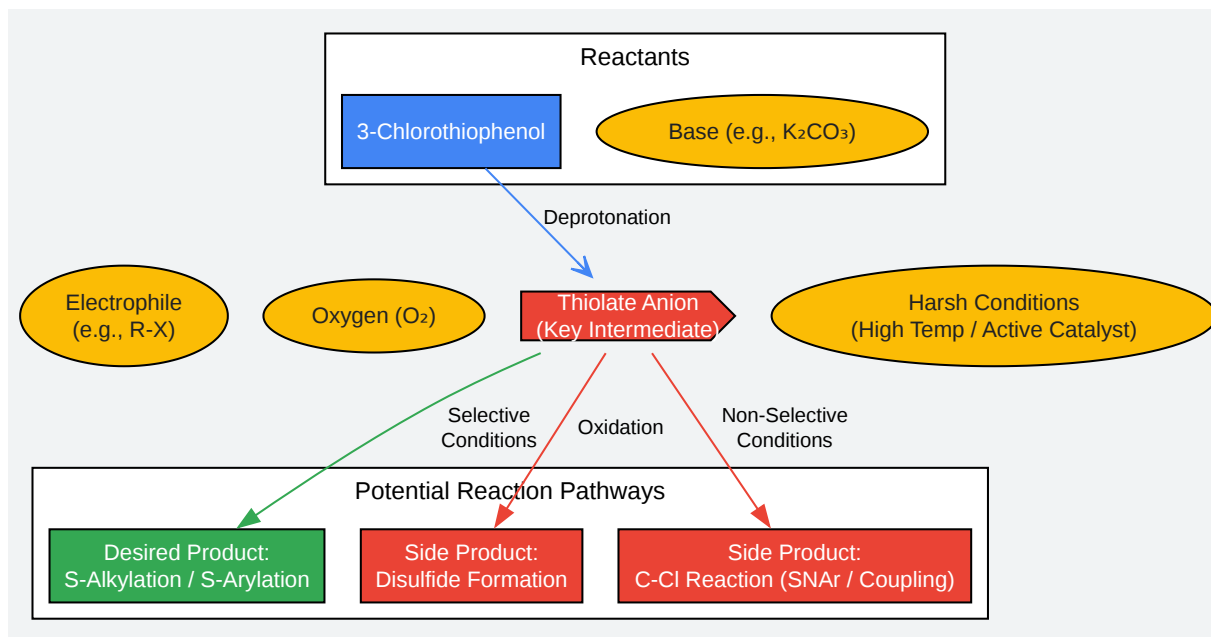 Reactants
3-Chlorothiophenol
Base (e.g., K₂CO₃)
Deprotonation
Electrophile
(e.g., R-X)
Oxygen (O₂)
Thiolate Anion
(Key Intermediate)
Harsh Conditions
(High Temp / Active Catalyst)
Selective
Conditions
Oxidation
Non-Selective
Conditions
Potential Reaction Pathways
Desired Product:
S-Alkylation / S-Arylation
Side Product:
Disulfide Formation
Side Product:
C-Cl Reaction (SNAr / Coupling)